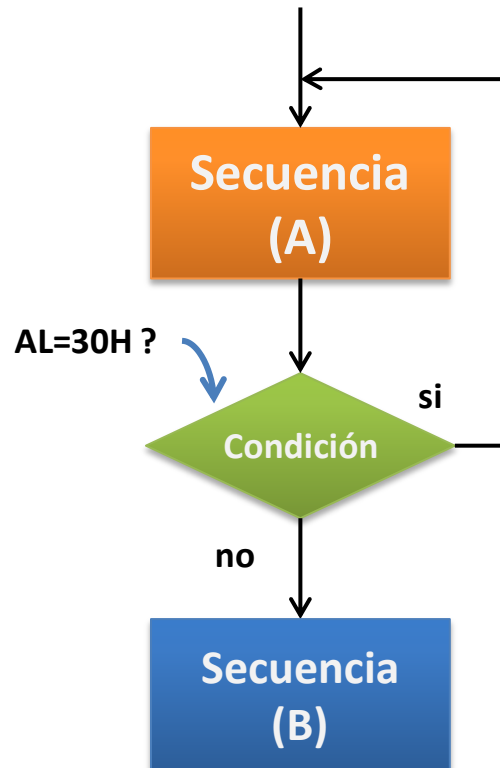 Secuencia
(A)
AL=30H ?
si
Condición
no
Secuencia
(B)